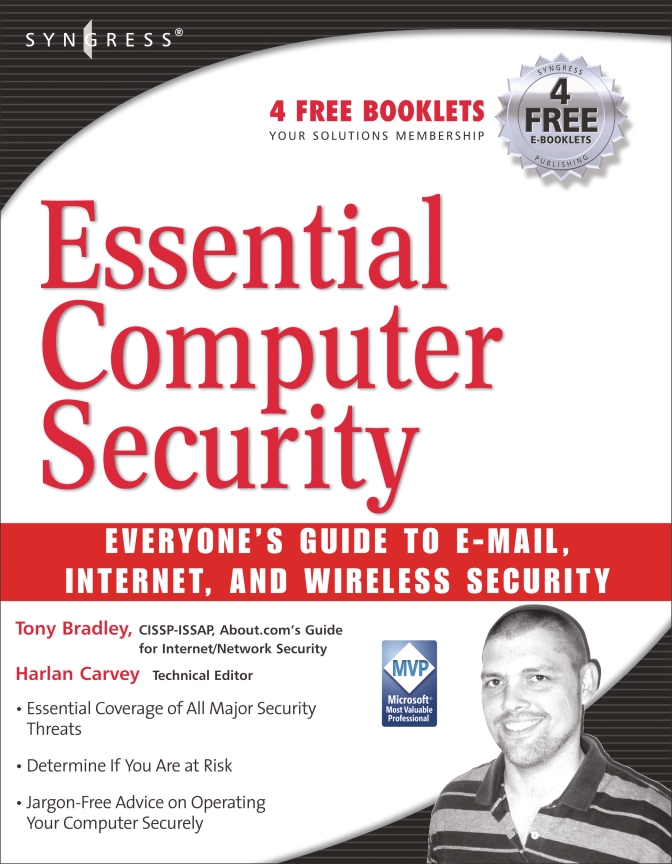 SYNGRESS®
4 FREE BOOKLETS
YOUR SOLUTIONS MEMBERSHIP
SYNGRESS
4
FREE
E-BOOKLETS
PUBLISHING
Essential
Computer
Security
EVERYONE'S GUIDE TO E-MAIL,
INTERNET, AND WIRELESS SECURITY
Tony Bradley, CISSP-ISSAP, About.com's Guide
for Internet/Network Security
Harlan Carvey Technical Editor
• Essential Coverage of All Major Security
Threats
• Determine If You Are at Risk
• Jargon-Free Advice on Operating
Your Computer Securely
MVP
Microsoft®
Most Valuable
Professional